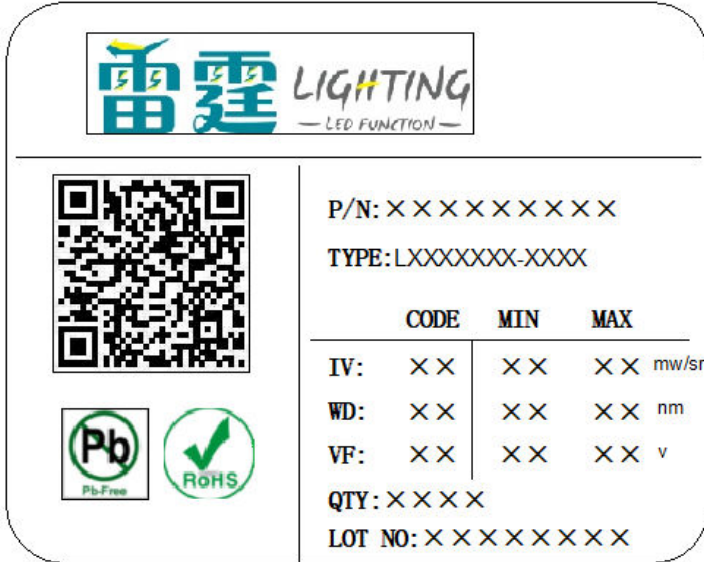 雷霆 LIGHTING
LED FUNCTION
P/N:×××××××××
TYPE:LXXXXXXX-XXXX
CODE MIN MAX
IV: ×× ×× ×× mw/sr
WD: ×× ×× ×× nm
VF: ×× ×× ×× v
QTY:××××
LOT NO:××××××××
Pb
Pb-Free
RoHS